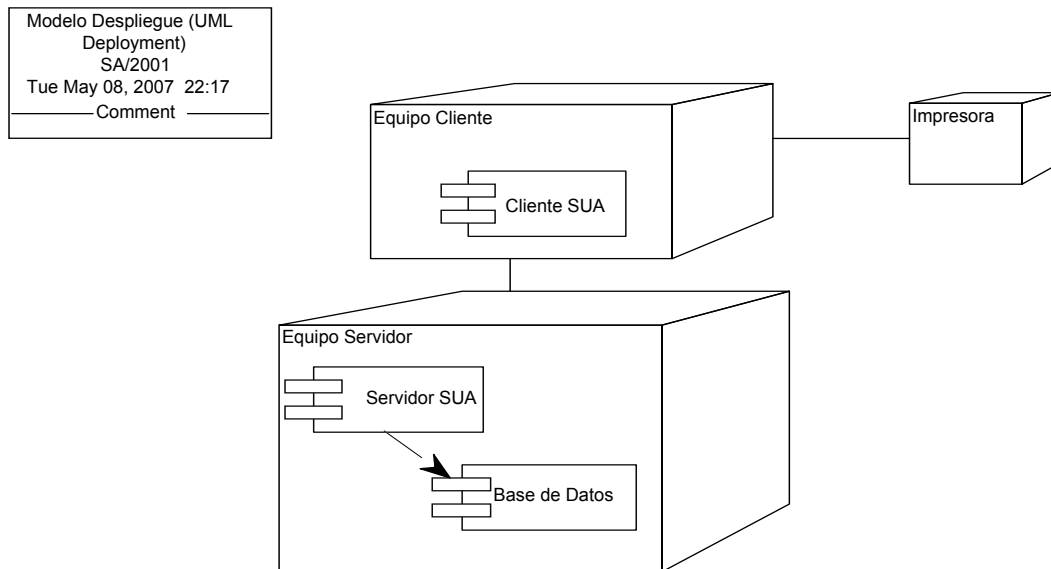 Modelo Despliegue (UML
Deployment)
SA/2001
Tue May 08, 2007 22:17
Comment
Equipo Cliente
Impresora
Cliente SUA
Equipo Servidor
Servidor SUA
Base de Datos